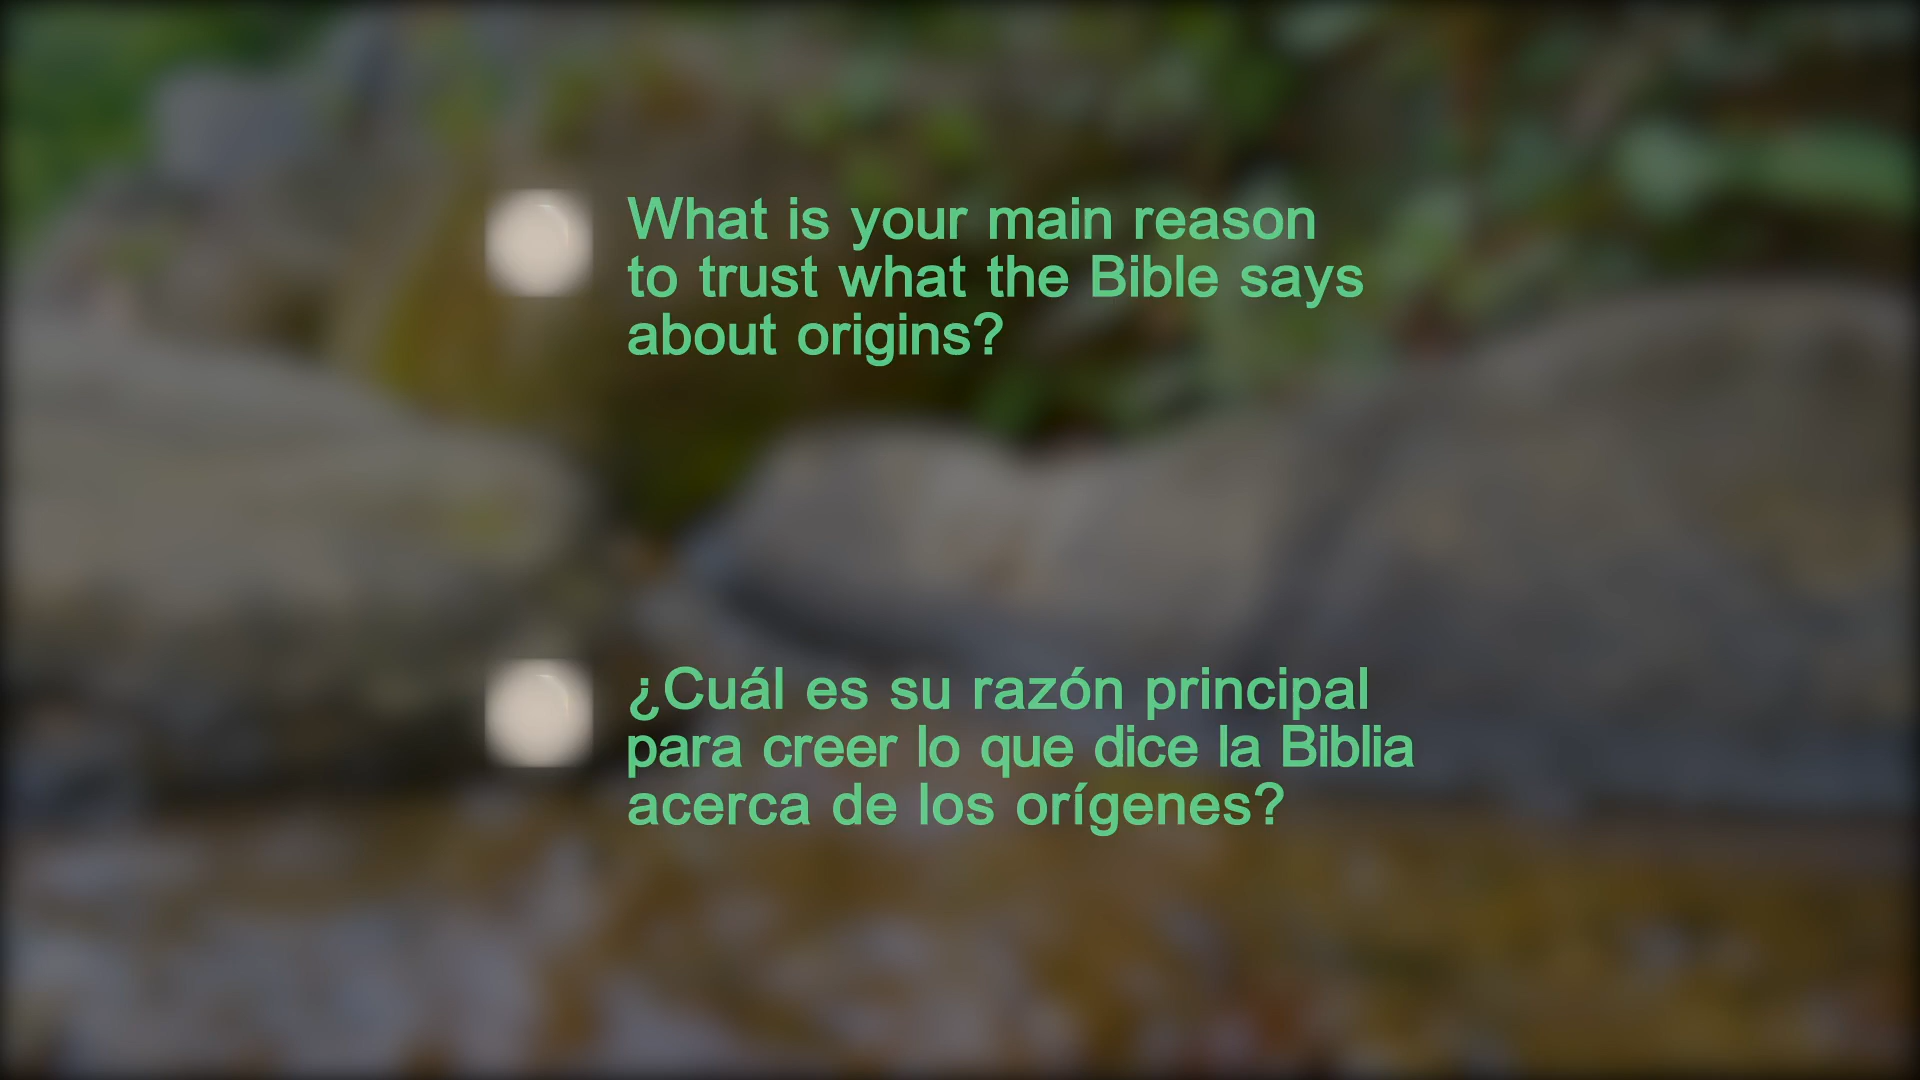 What is your main reason
to trust what the Bible says
about origins?
¿Cuál es su razón principal
para creer lo que dice la Biblia
acerca de los orígenes?